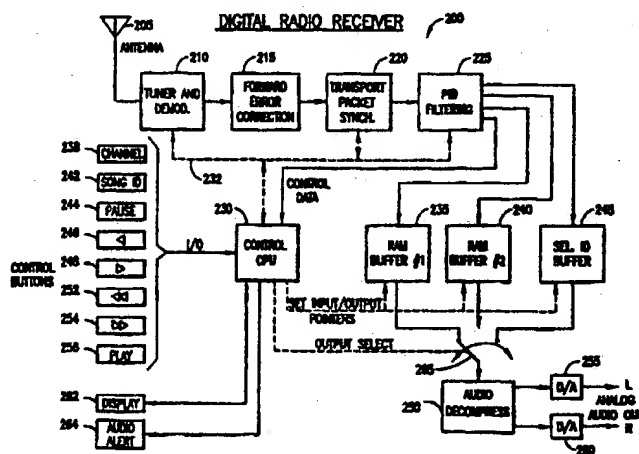 DIGITAL RADIO RECEIVER
200
205
ANTENNA
210
TUNER AND
DEMOD.
215
FORWARD
ERROR
CORRECTION
220
TRANSPORT
PACKET
SYNCH.
225
PID
FILTERING
232
CONTROL
DATA
238
CHANNEL
242
SONG ID
244
PAUSE
246
248
252
254
256
PLAY
CONTROL
BUTTONS
I/O
230
CONTROL
CPU
235
RAM
BUFFER #1
240
RAM
BUFFER #2
245
SEL ID
BUFFER
SET INPUT/OUTPUT
POINTERS
OUTPUT SELECT
265
250
AUDIO
DECOMPRESS
255
D/A
L
ANALOG
AUDIO OUT
R
D/A
260
262
DISPLAY
264
AUDIO
ALERT